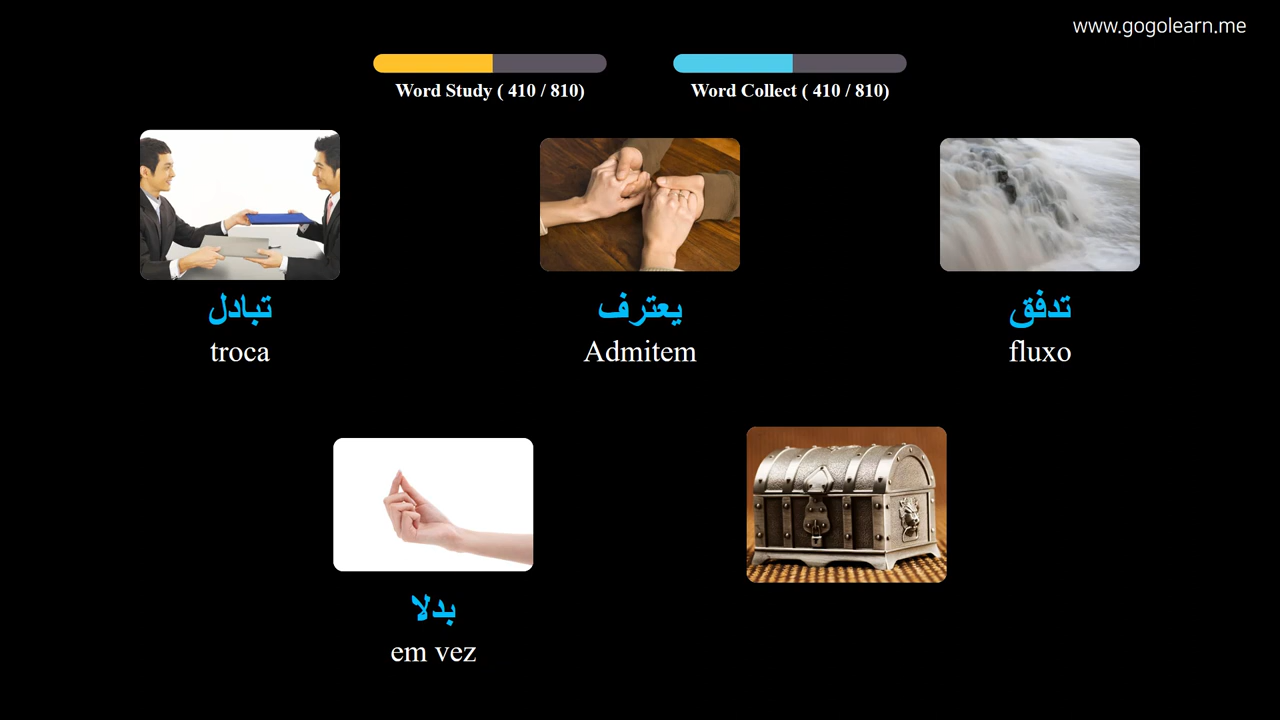 www.gogolearn.me
Word Study ( 410 / 810)
Word Collect ( 410 / 810)
تبادل
troca
يعترف
Admitem
تدفق
fluxo
بدلا
em vez